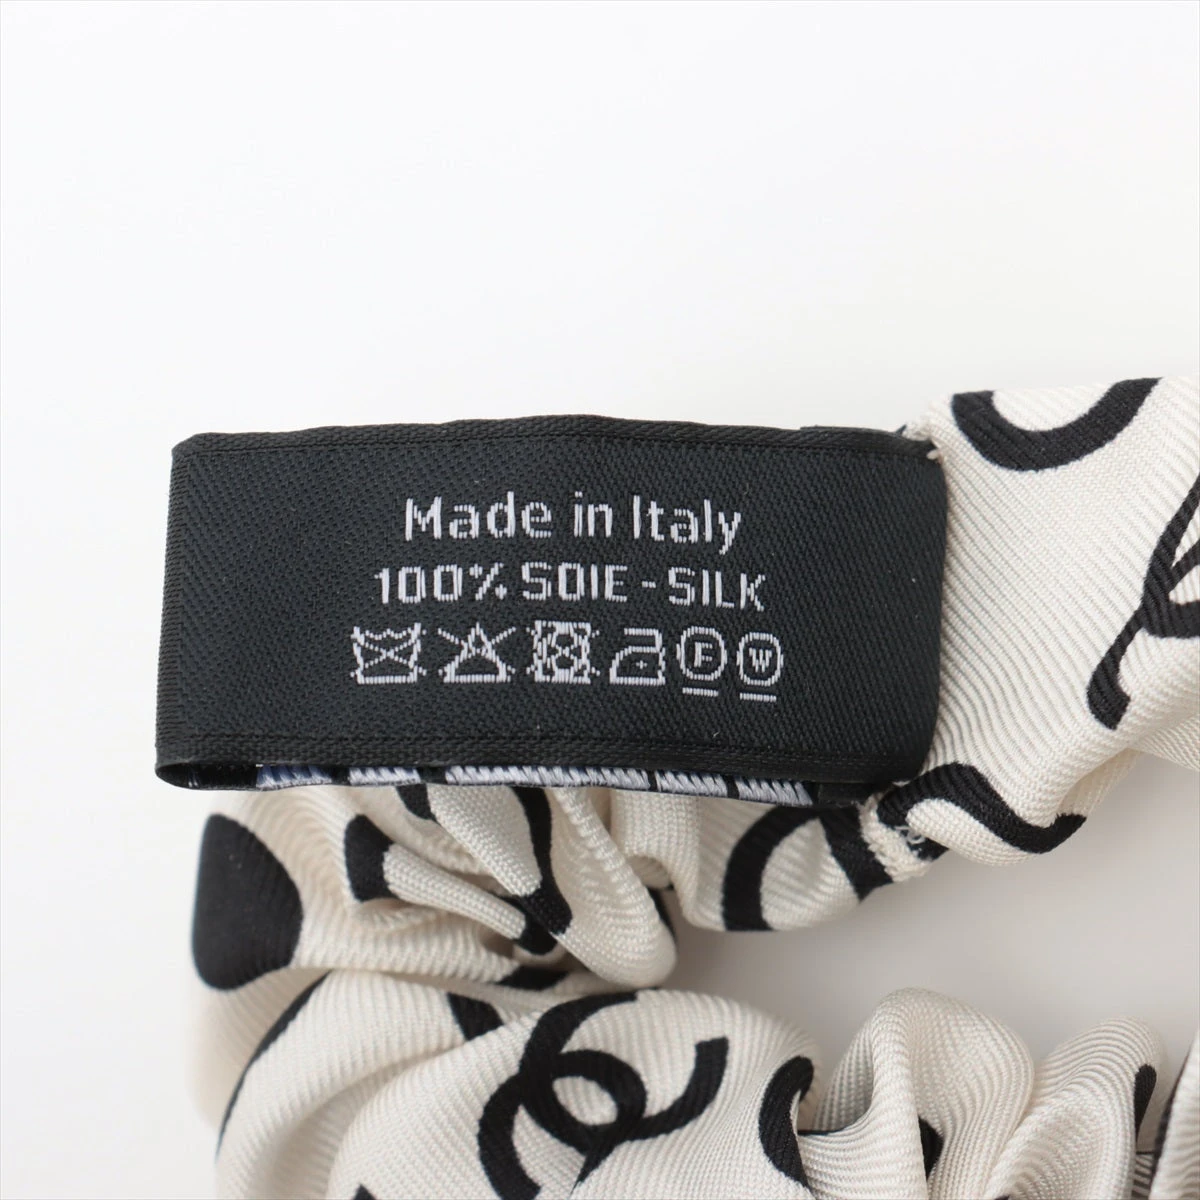 Made in Italy
100% SOIE - SILK
F W